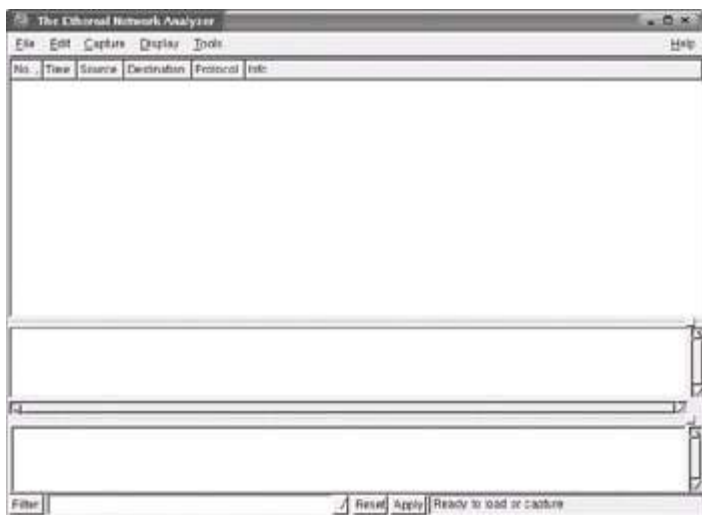 The Ethereal Network Analyzer
File Edit Capture Display Tools Help
No. . Time Source Destination Protocol Info
Filter: Reset Apply Ready to load or capture